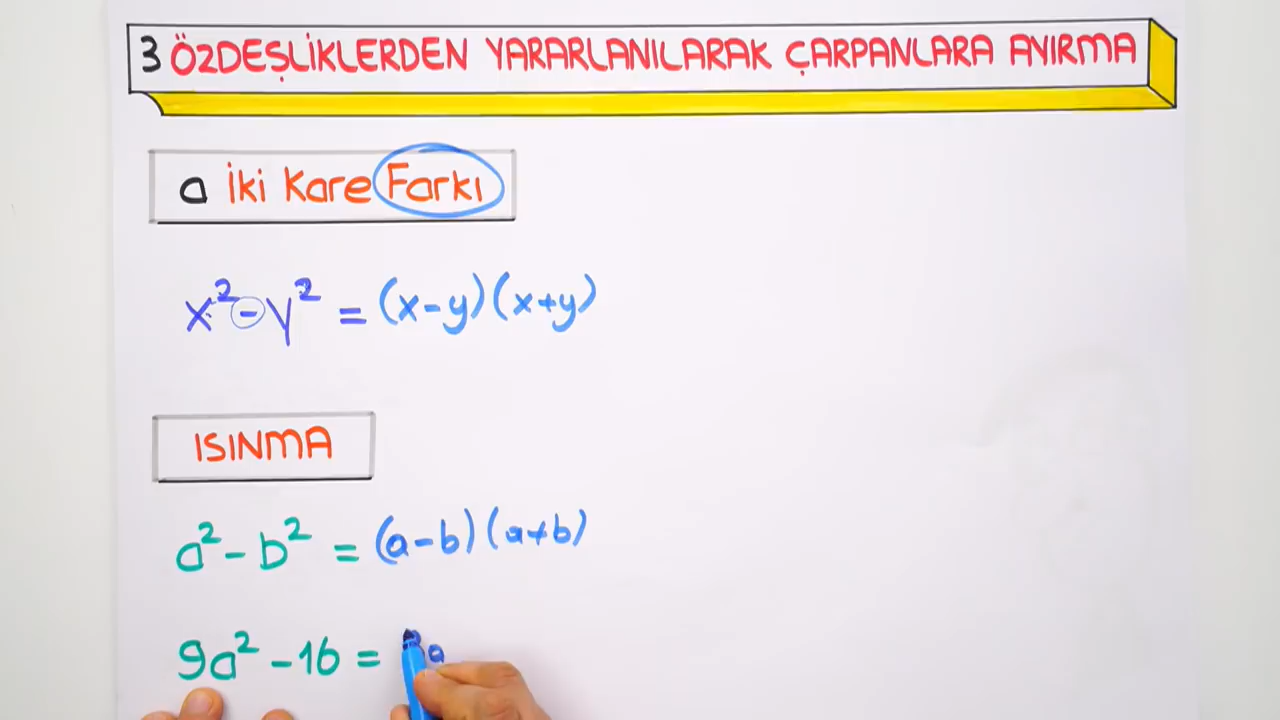 3 ÖZDEŞLİKLERDEN YARARLANILARAK ÇARPANLARA AYIRMA
a İki Kare Farkı
x² - y² = (x-y)(x+y)
ISINMA
a² - b² = (a-b)(a+b)
9a² - 16 = a